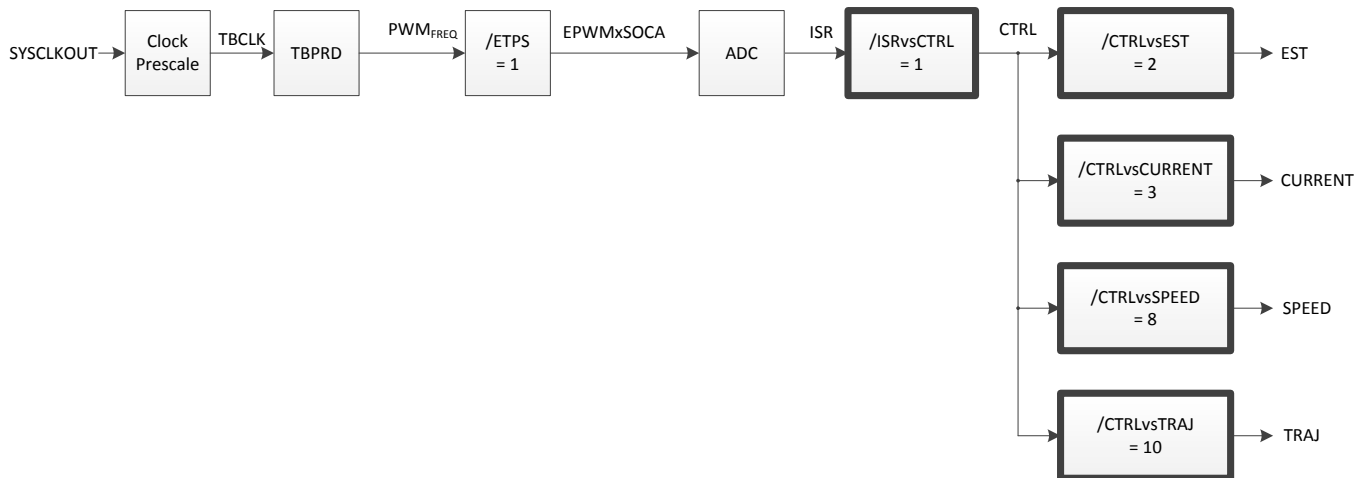 SYSCLKOUT
Clock
Prescale
TBCLK
TBPRD
PWMFREQ
/ETPS
= 1
EPWMxSOCA
ADC
ISR
/ISRvsCTRL
= 1
CTRL
/CTRLvsEST
= 2
EST
/CTRLvsCURRENT
= 3
CURRENT
/CTRLvsSPEED
= 8
SPEED
/CTRLvsTRAJ
= 10
TRAJ